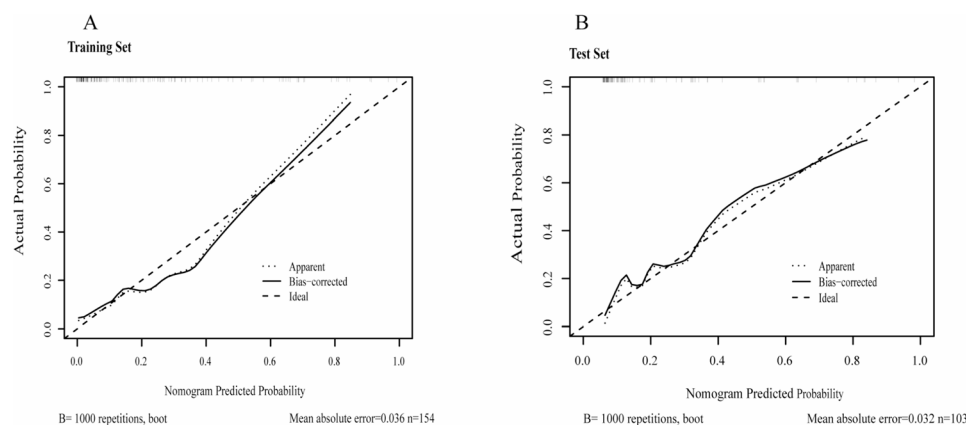 A
Training Set
Actual Probability
0.0 0.2 0.4 0.6 0.8 1.0
Apparent
Bias-corrected
Ideal
0.0 0.2 0.4 0.6 0.8 1.0
Nomogram Predicted Probability
B= 1000 repetitions, boot Mean absolute error=0.036 n=154
B
Test Set
Actual Probability
0.0 0.2 0.4 0.6 0.8 1.0
Apparent
Bias-corrected
Ideal
0.0 0.2 0.4 0.6 0.8 1.0
Nomogram Predicted Probability
B= 1000 repetitions, boot Mean absolute error=0.032 n=103